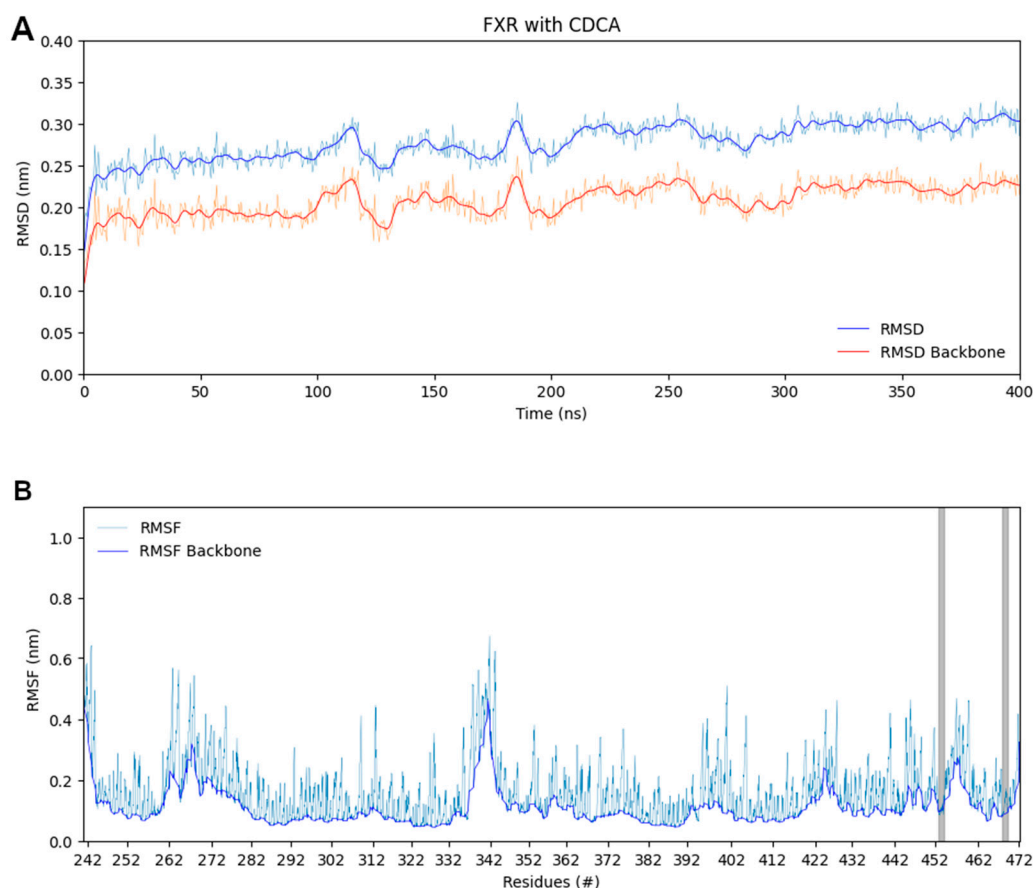 A
FXR with CDCA
0.40
0.35
0.30
0.25
0.20
0.15
0.10
0.05
0.00
RMSD (nm)
RMSD
RMSD Backbone
0 50 100 150 200 250 300 350 400
Time (ns)
B
RMSF
RMSF Backbone
1.0
0.8
0.6
0.4
0.2
0.0
RMSF (nm)
242 252 262 272 282 292 302 312 322 332 342 352 362 372 382 392 402 412 422 432 442 452 462 472
Residues (#)